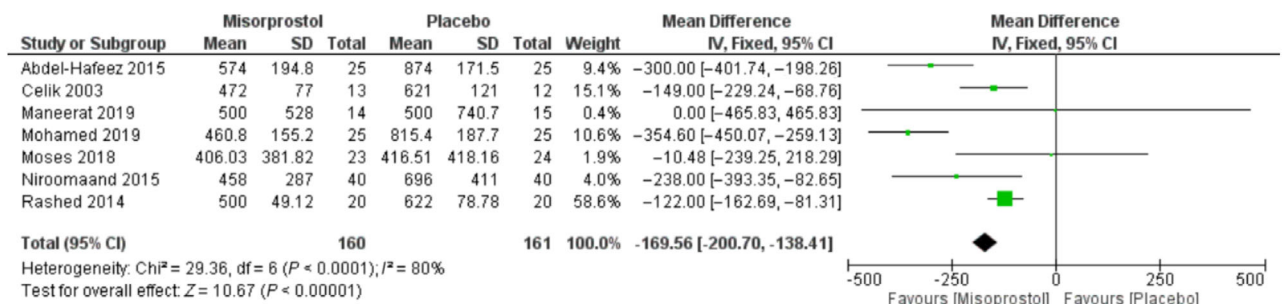 Misorprostol Placebo Mean Difference Mean Difference
Study or Subgroup Mean SD Total Mean SD Total Weight IV, Fixed, 95% CI IV, Fixed, 95% CI
Abdel-Hafeez 2015 574 194.8 25 874 171.5 25 9.4% −300.00 [−401.74, −198.26]
Celik 2003 472 77 13 621 121 12 15.1% −149.00 [−229.24, −68.76]
Maneerat 2019 500 528 14 500 740.7 15 0.4% 0.00 [−465.83, 465.83]
Mohamed 2019 460.8 155.2 25 815.4 187.7 25 10.6% −354.60 [−450.07, −259.13]
Moses 2018 406.03 381.82 23 416.51 418.16 24 1.9% −10.48 [−239.25, 218.29]
Niroomaand 2015 458 287 40 696 411 40 4.0% −238.00 [−393.35, −82.65]
Rashed 2014 500 49.12 20 622 78.78 20 58.6% −122.00 [−162.69, −81.31]
Total (95% CI) 160 161 100.0% -169.56 [-200.70, -138.41]
Heterogeneity: Chi² = 29.36, df = 6 (P < 0.0001); I² = 80%
Test for overall effect: Z = 10.67 (P < 0.00001)
-500 -250 0 250 500
Favours [Misoprostol] Favours [Placebo]